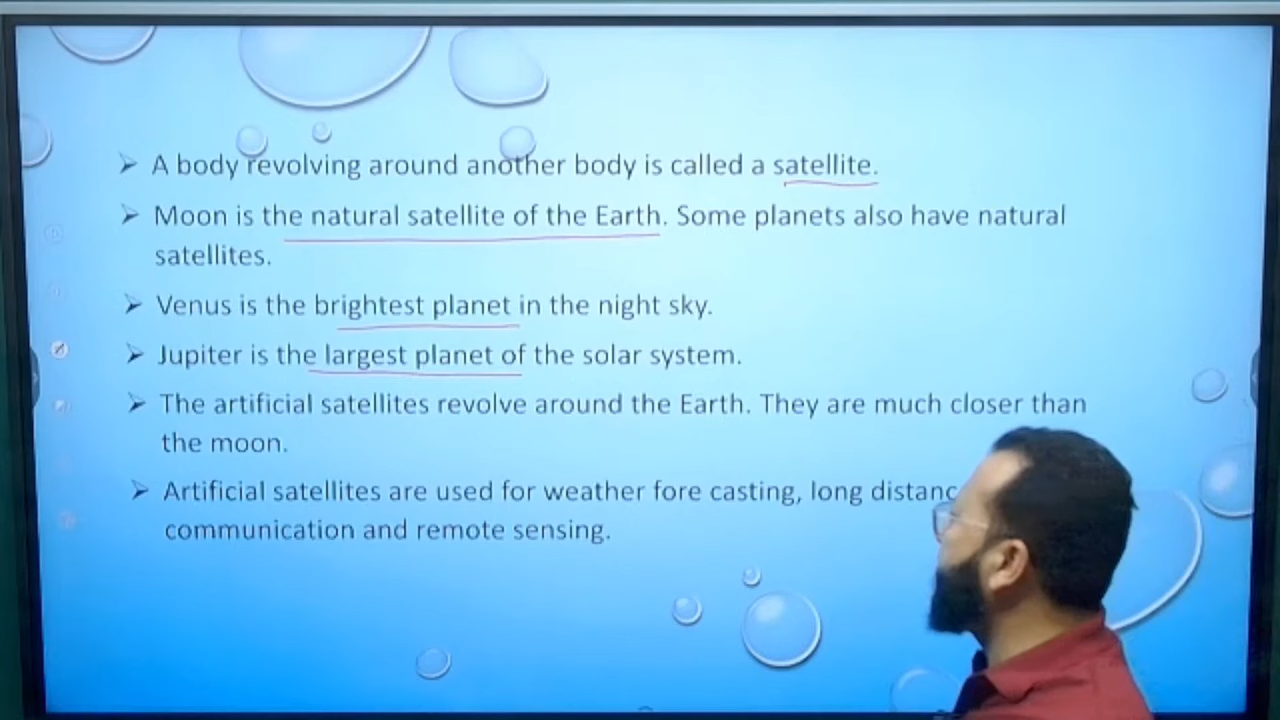 ➤ A body revolving around another body is called a satellite.
➤ Moon is the natural satellite of the Earth. Some planets also have natural
satellites.
➤ Venus is the brightest planet in the night sky.
➤ Jupiter is the largest planet of the solar system.
➤ The artificial satellites revolve around the Earth. They are much closer than
the moon.
➤ Artificial satellites are used for weather fore casting, long
communication and remote sensing.